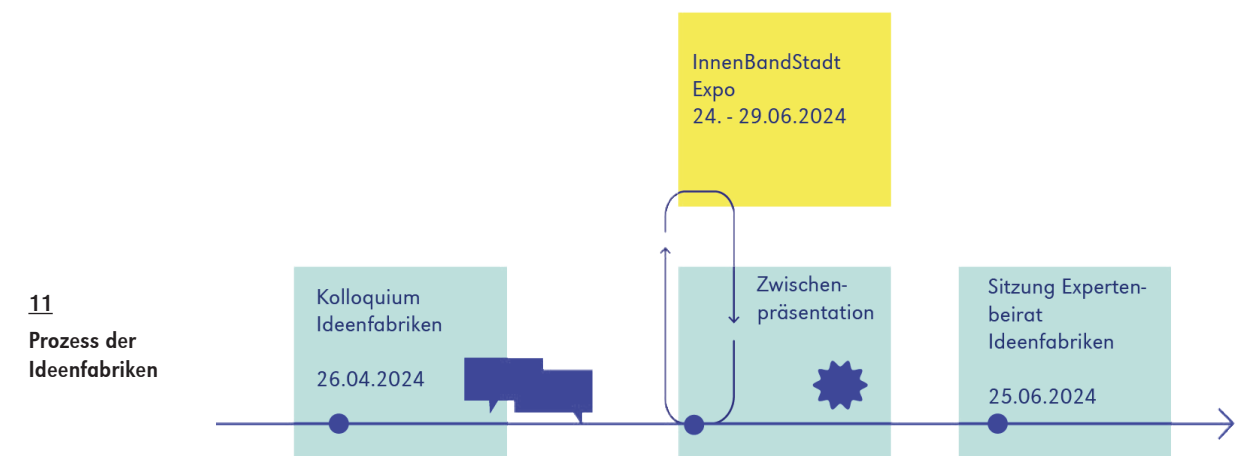 InnenBandStadt
Expo
24. - 29.06.2024
11
Prozess der
Ideenfabriken
Kolloquium
Ideenfabriken
26.04.2024
Zwischen-
präsentation
Sitzung Experten-
beirat
Ideenfabriken
25.06.2024